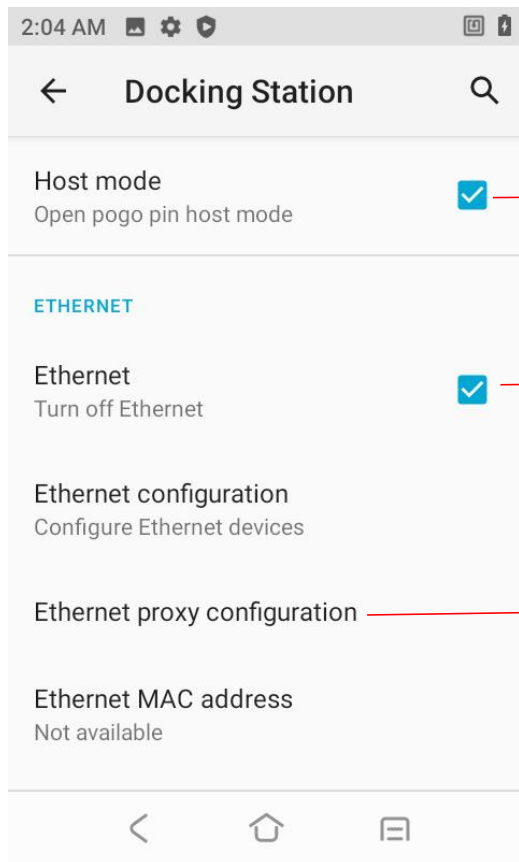 2:04 AM
Docking Station
Host mode
Open pogo pin host mode
ETHERNET
Ethernet
Turn off Ethernet
Ethernet configuration
Configure Ethernet devices
Ethernet proxy configuration
Ethernet MAC address
Not available